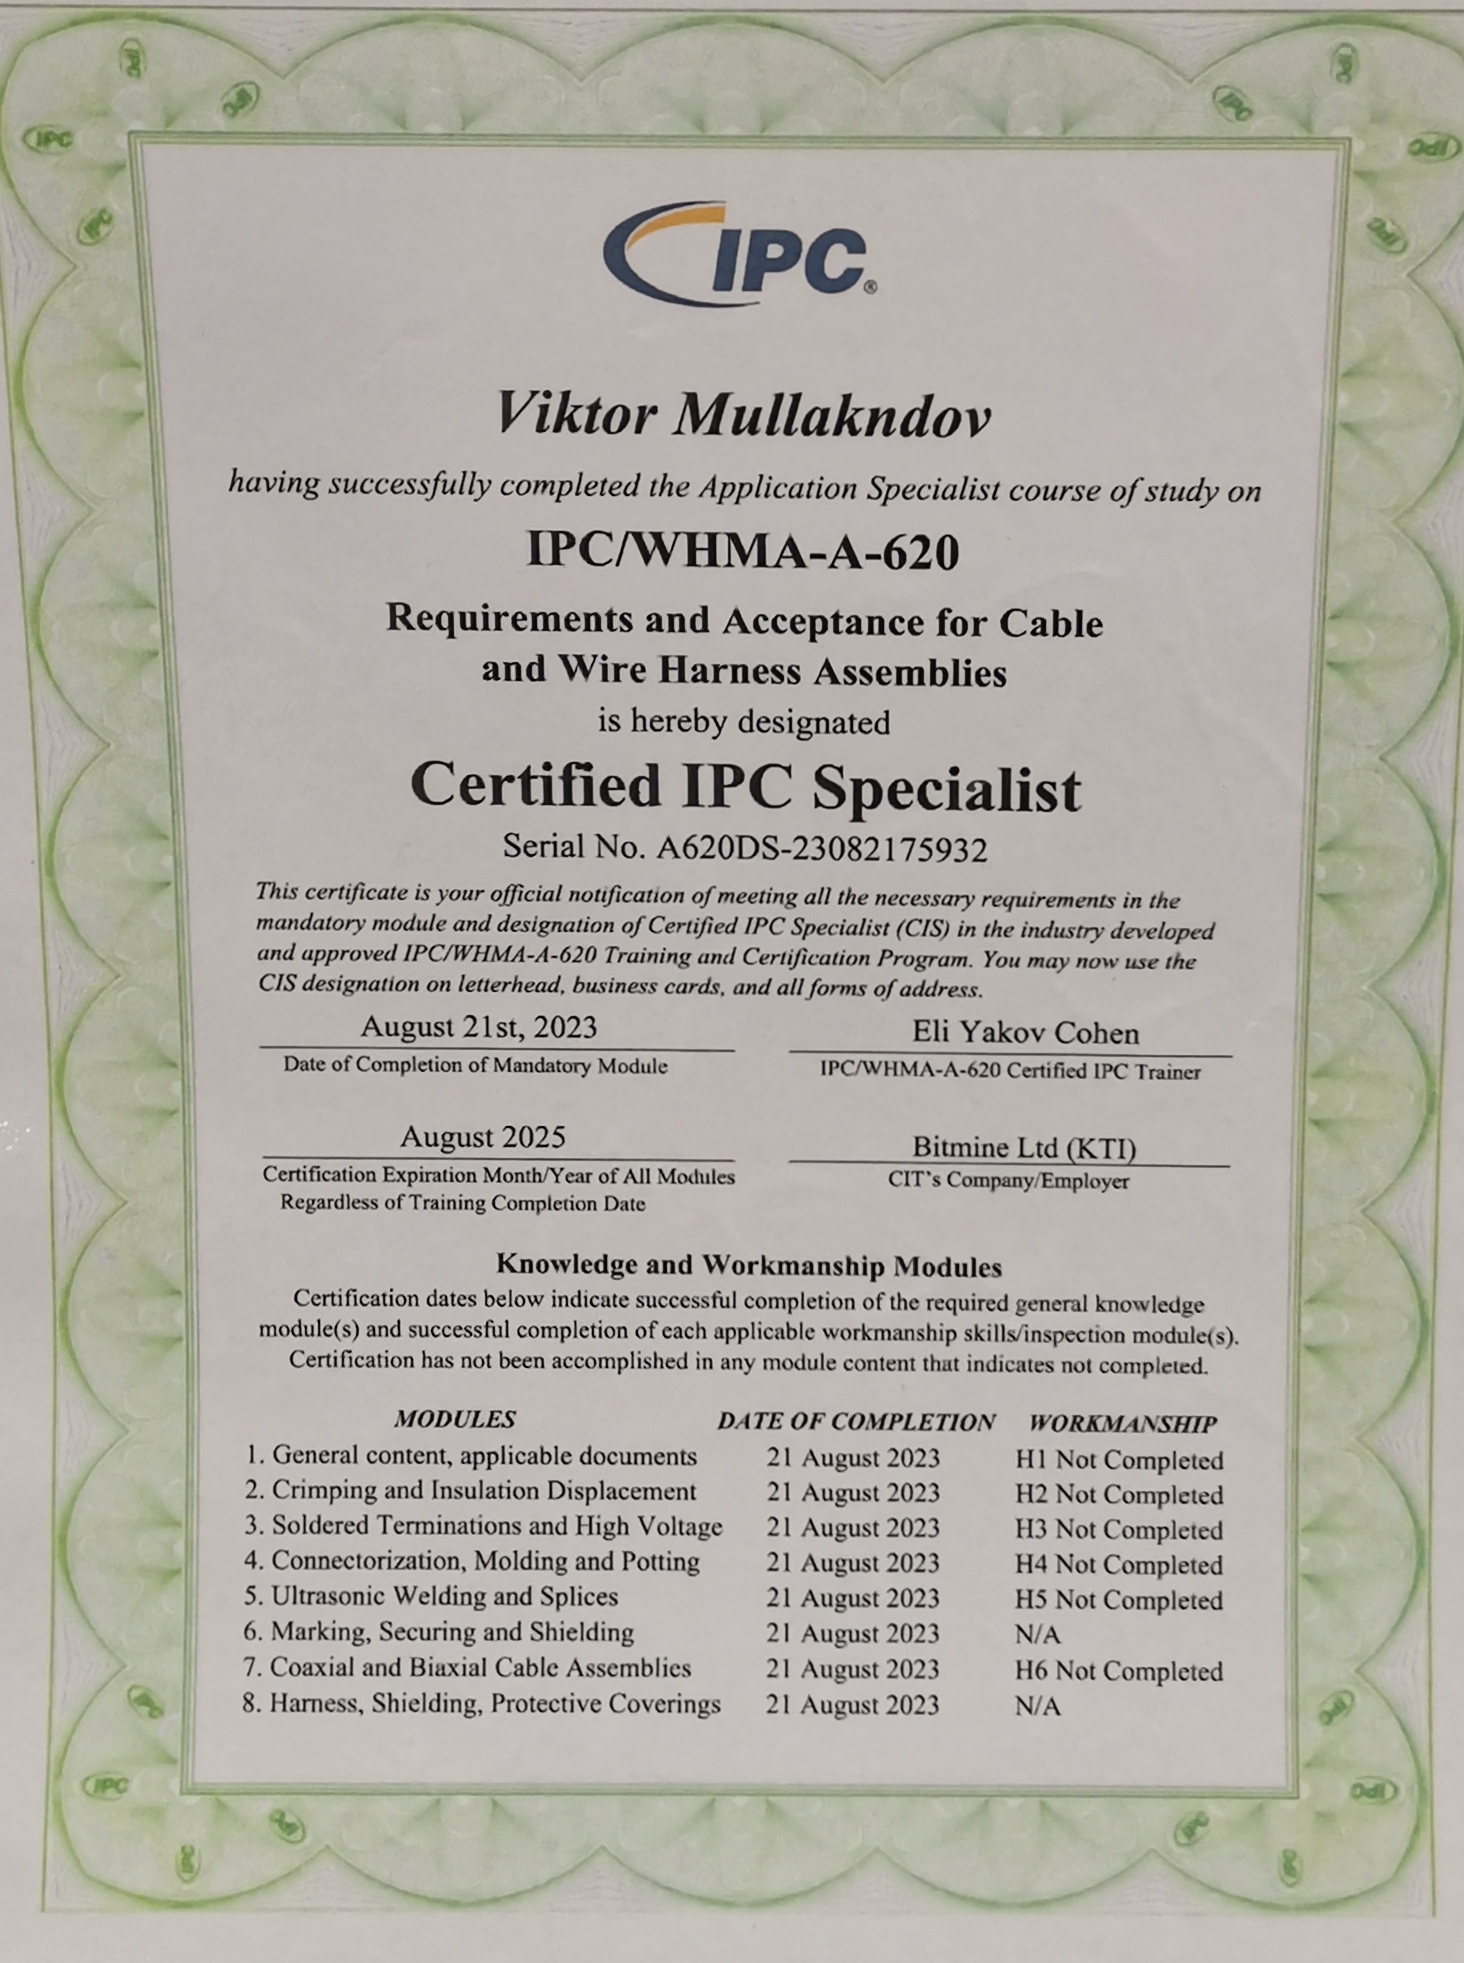 IPC®
Viktor Mullakndov
having successfully completed the Application Specialist course of study on
IPC/WHMA-A-620
Requirements and Acceptance for Cable
and Wire Harness Assemblies
is hereby designated
Certified IPC Specialist
Serial No. A620DS-23082175932
This certificate is your official notification of meeting all the necessary requirements in the
mandatory module and designation of Certified IPC Specialist (CIS) in the industry developed
and approved IPC/WHMA-A-620 Training and Certification Program. You may now use the
CIS designation on letterhead, business cards, and all forms of address.
August 21st, 2023
Date of Completion of Mandatory Module
Eli Yakov Cohen
IPC/WHMA-A-620 Certified IPC Trainer
August 2025
Certification Expiration Month/Year of All Modules
Regardless of Training Completion Date
Bitmine Ltd (KTI)
CIT's Company/Employer
Knowledge and Workmanship Modules
Certification dates below indicate successful completion of the required general knowledge
module(s) and successful completion of each applicable workmanship skills/inspection module(s).
Certification has not been accomplished in any module content that indicates not completed.
MODULES DATE OF COMPLETION WORKMANSHIP
1. General content, applicable documents 21 August 2023 H1 Not Completed
2. Crimping and Insulation Displacement 21 August 2023 H2 Not Completed
3. Soldered Terminations and High Voltage 21 August 2023 H3 Not Completed
4. Connectorization, Molding and Potting 21 August 2023 H4 Not Completed
5. Ultrasonic Welding and Splices 21 August 2023 H5 Not Completed
6. Marking, Securing and Shielding 21 August 2023 N/A
7. Coaxial and Biaxial Cable Assemblies 21 August 2023 H6 Not Completed
8. Harness, Shielding, Protective Coverings 21 August 2023 N/A